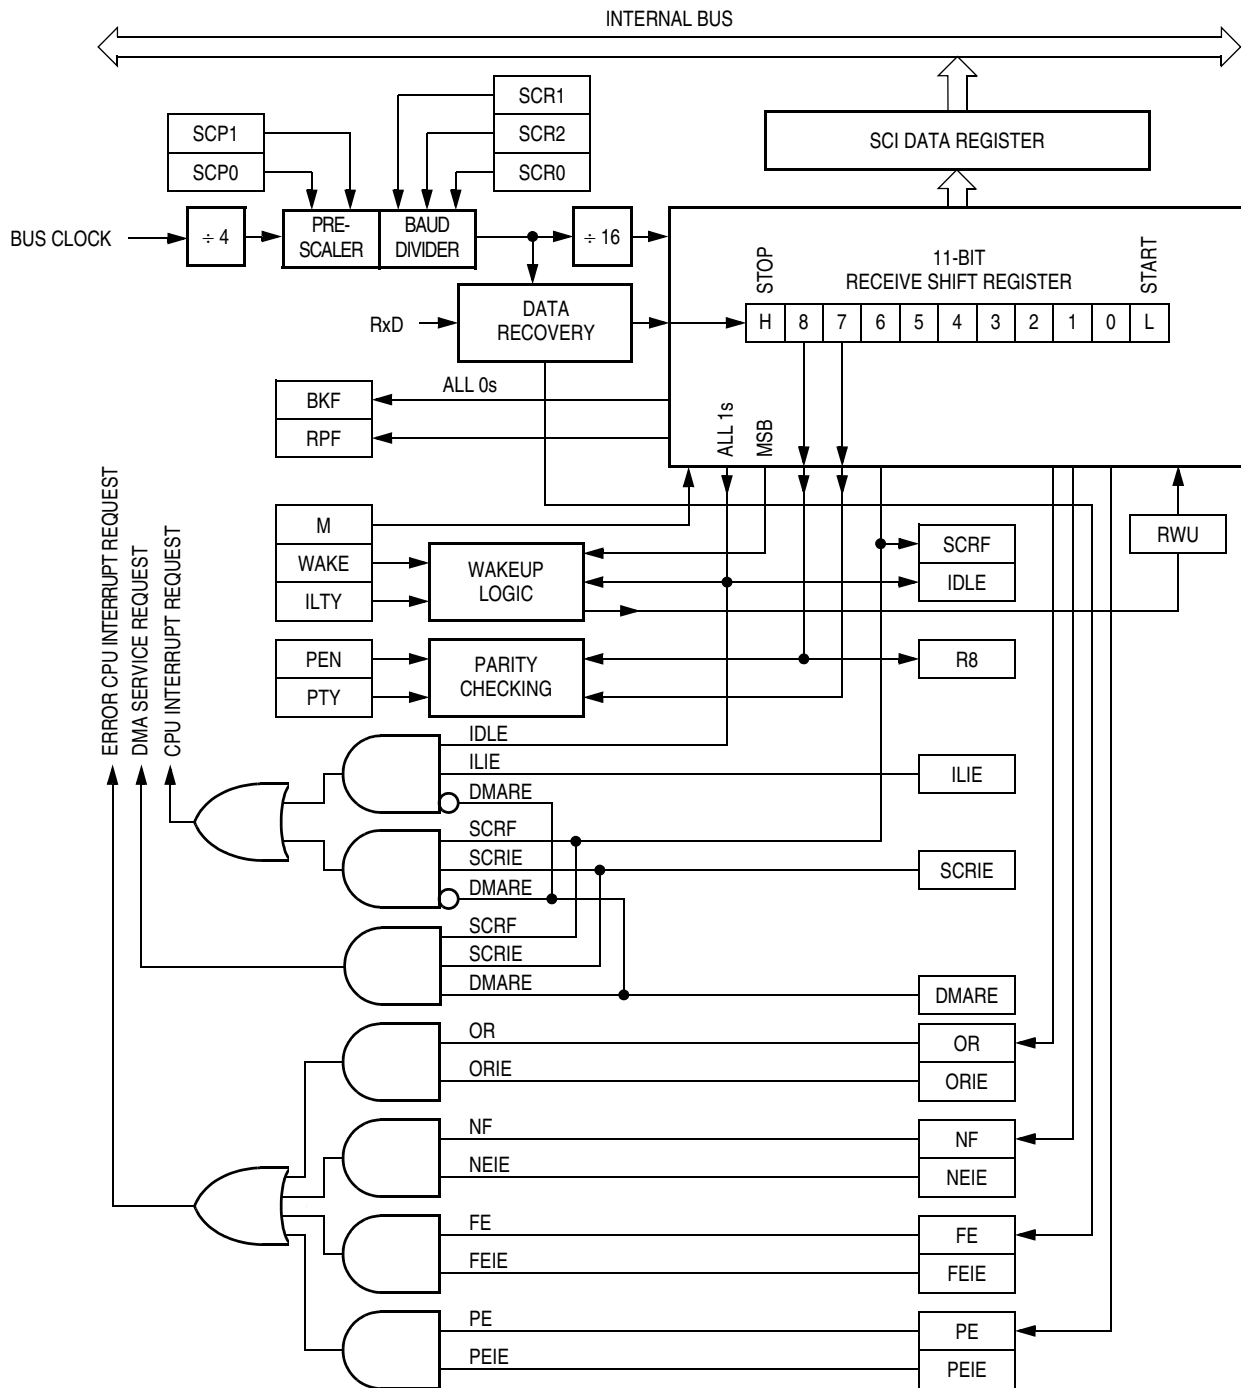 INTERNAL BUS
SCR1
SCR2
SCR0
SCP1
SCP0
SCI DATA REGISTER
BUS CLOCK
÷ 4
PRE-
SCALER
BAUD
DIVIDER
÷ 16
STOP
11-BIT
RECEIVE SHIFT REGISTER
START
H 8 7 6 5 4 3 2 1 0 L
RxD
DATA
RECOVERY
ALL 0s
BKF
RPF
ALL 1s
MSB
M
WAKE
ILTY
WAKEUP
LOGIC
SCRF
IDLE
RWU
PEN
PTY
PARITY
CHECKING
R8
ERROR CPU INTERRUPT REQUEST
DMA SERVICE REQUEST
CPU INTERRUPT REQUEST
IDLE
ILIE
ILIE
DMARE
SCRF
SCRIE
SCRIE
DMARE
SCRF
SCRIE
DMARE
DMARE
OR
OR
ORIE
ORIE
NF
NF
NEIE
NEIE
FE
FE
FEIE
FEIE
PE
PE
PEIE
PEIE